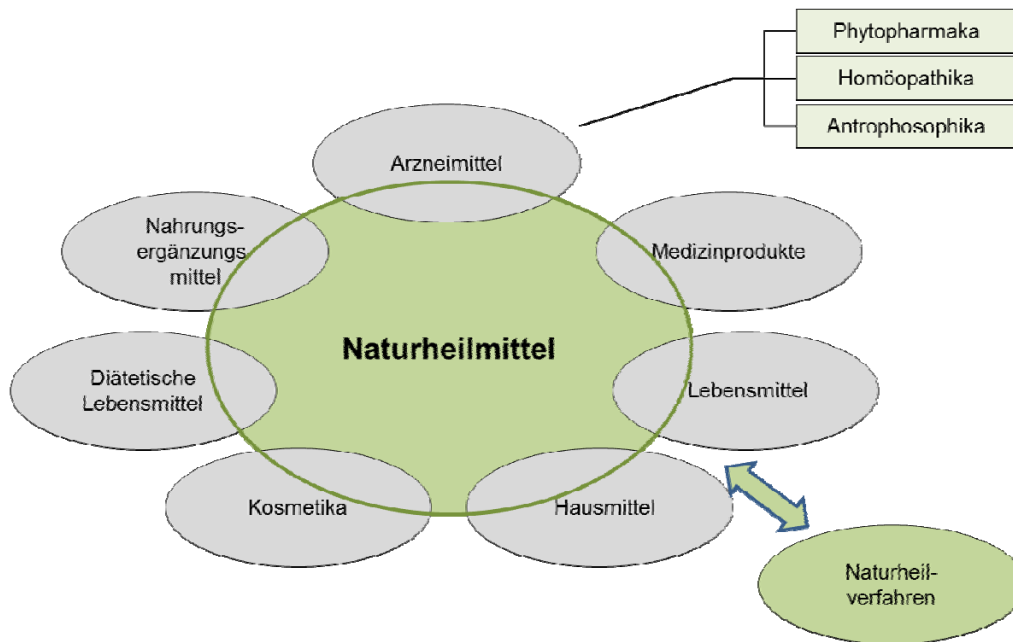 Phytopharmaka
Homöopathika
Antrophosophika
Arzneimittel
Nahrungs-
ergänzungs
mittel
Medizinprodukte
Naturheilmittel
Diätetische
Lebensmittel
Lebensmittel
Kosmetika
Hausmittel
Naturheil-
verfahren